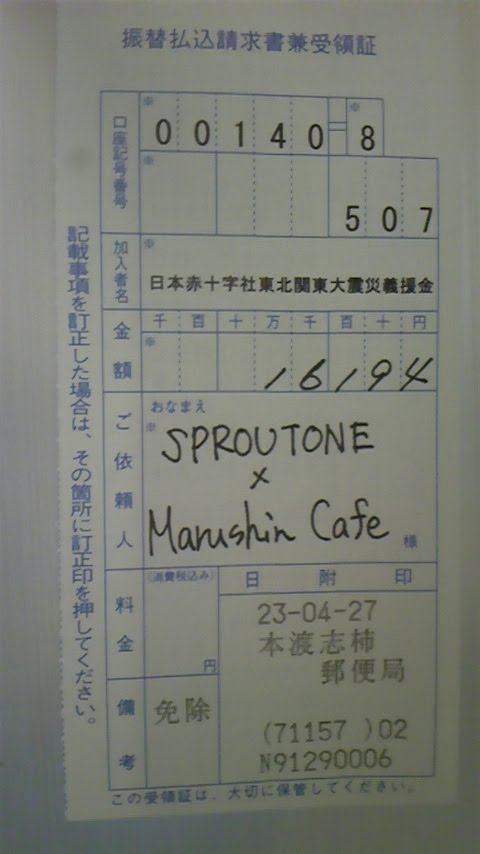 振替払込請求書兼受領証
口座記号番号
※
00140
※
8
※
507
加入者名
※
日本赤十字社東北関東大震災義援金
金額
千百十万千百十円
※
16194
ご依頼人
おなまえ
※
SPROUTONE
×
Marushin Cafe 様
料金
(消費税込み)
円
日附印
23-04-27
本渡志柿
郵便局
(71157 )02
N91290006
備考
免除
この受領証は、大切に保管してください。
記載事項を訂正した場合は、その箇所に訂正印を押してください。